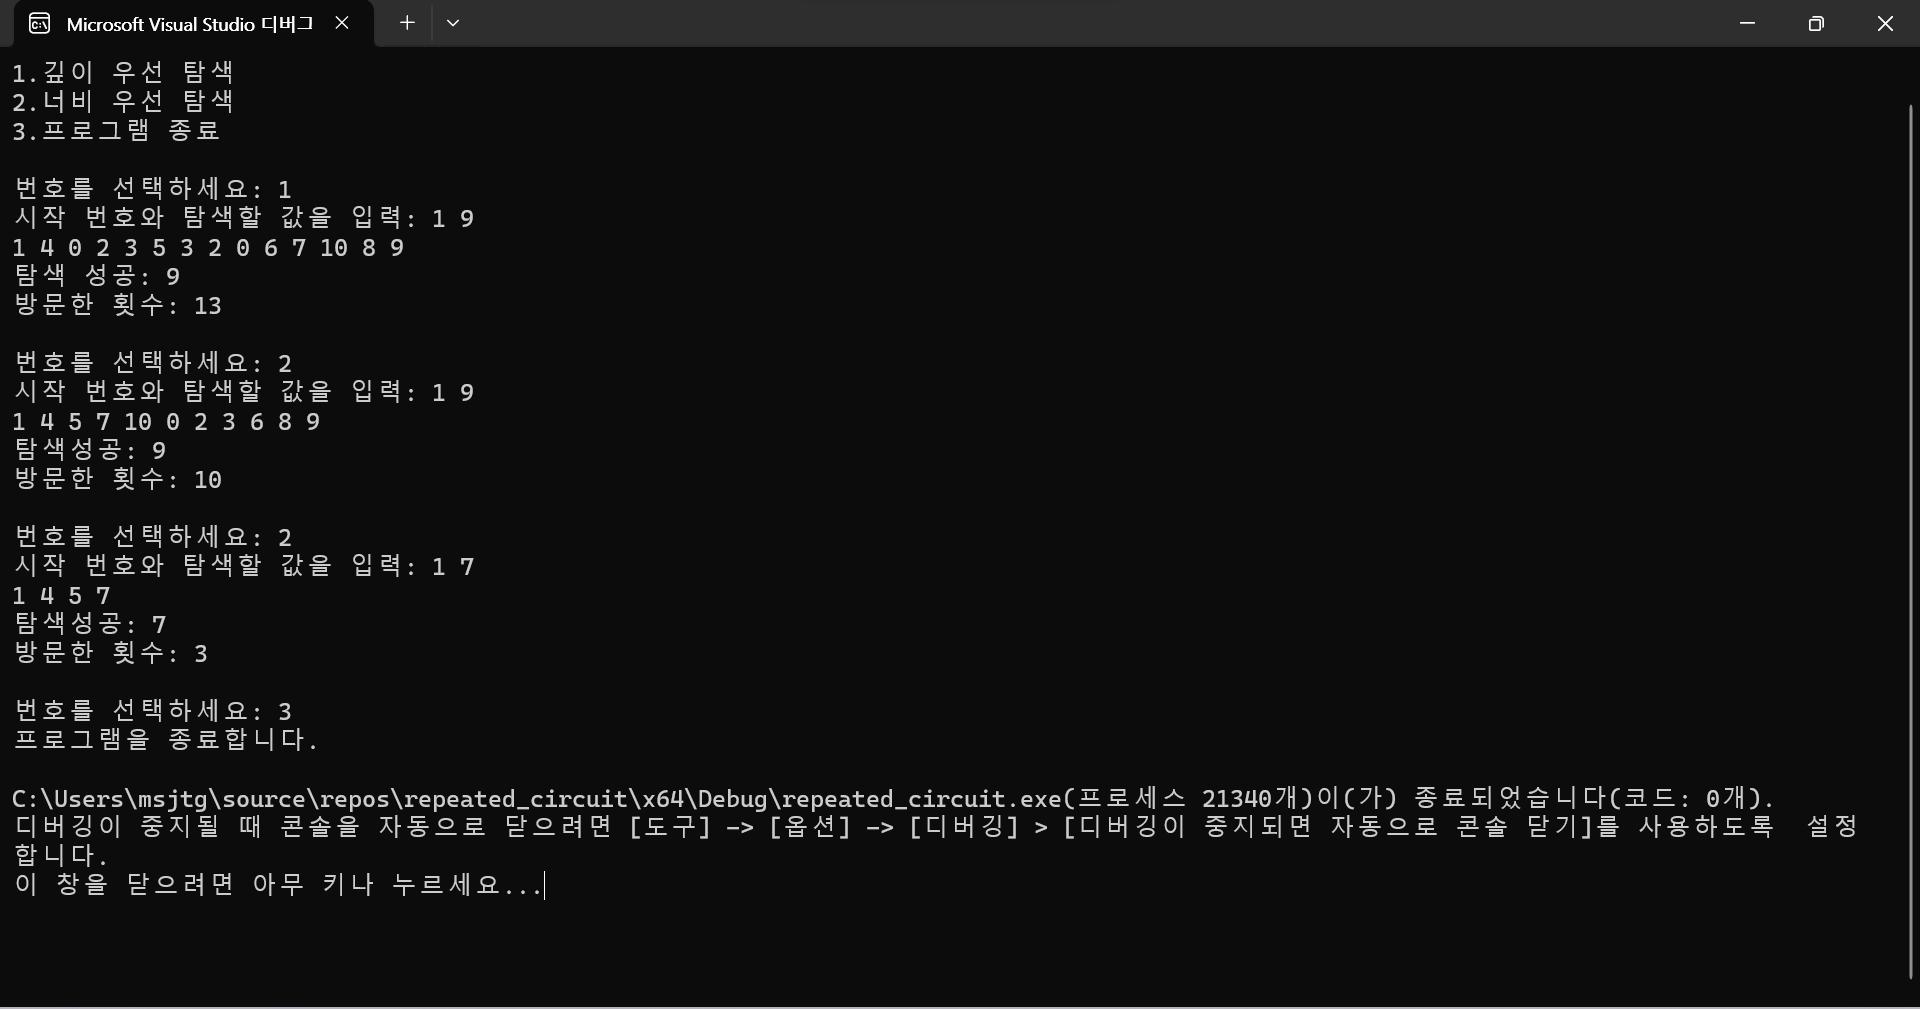 Microsoft Visual Studio 디버그
1.깊이 우선 탐색
2.너비 우선 탐색
3.프로그램 종료
번호를 선택하세요: 1
시작 번호와 탐색할 값을 입력: 1 9
1 4 0 2 3 5 3 2 0 6 7 10 8 9
탐색 성공: 9
방문한 횟수: 13
번호를 선택하세요: 2
시작 번호와 탐색할 값을 입력: 1 9
1 4 5 7 10 0 2 3 6 8 9
탐색성공: 9
방문한 횟수: 10
번호를 선택하세요: 2
시작 번호와 탐색할 값을 입력: 1 7
1 4 5 7
탐색성공: 7
방문한 횟수: 3
번호를 선택하세요: 3
프로그램을 종료합니다.
C:\Users\msjtg\source\repos\repeated_circuit\x64\Debug\repeated_circuit.exe(프로세스 21340개)이(가) 종료되었습니다(코드: 0개).
디버깅이 중지될 때 콘솔을 자동으로 닫으려면 [도구] -> [옵션] -> [디버깅] > [디버깅이 중지되면 자동으로 콘솔 닫기]를 사용하도록  설정
합니다.
이 창을 닫으려면 아무 키나 누르세요...